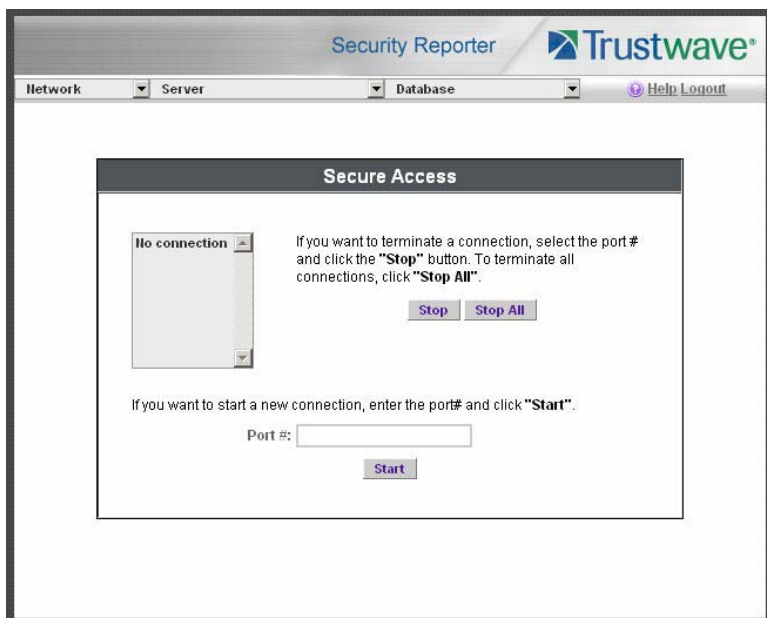 Security Reporter
Trustwave®
Network Server Database Help Logout
Secure Access
No connection
If you want to terminate a connection, select the port #
and click the "Stop" button. To terminate all
connections, click "Stop All".
Stop Stop All
If you want to start a new connection, enter the port# and click "Start".
Port #:
Start